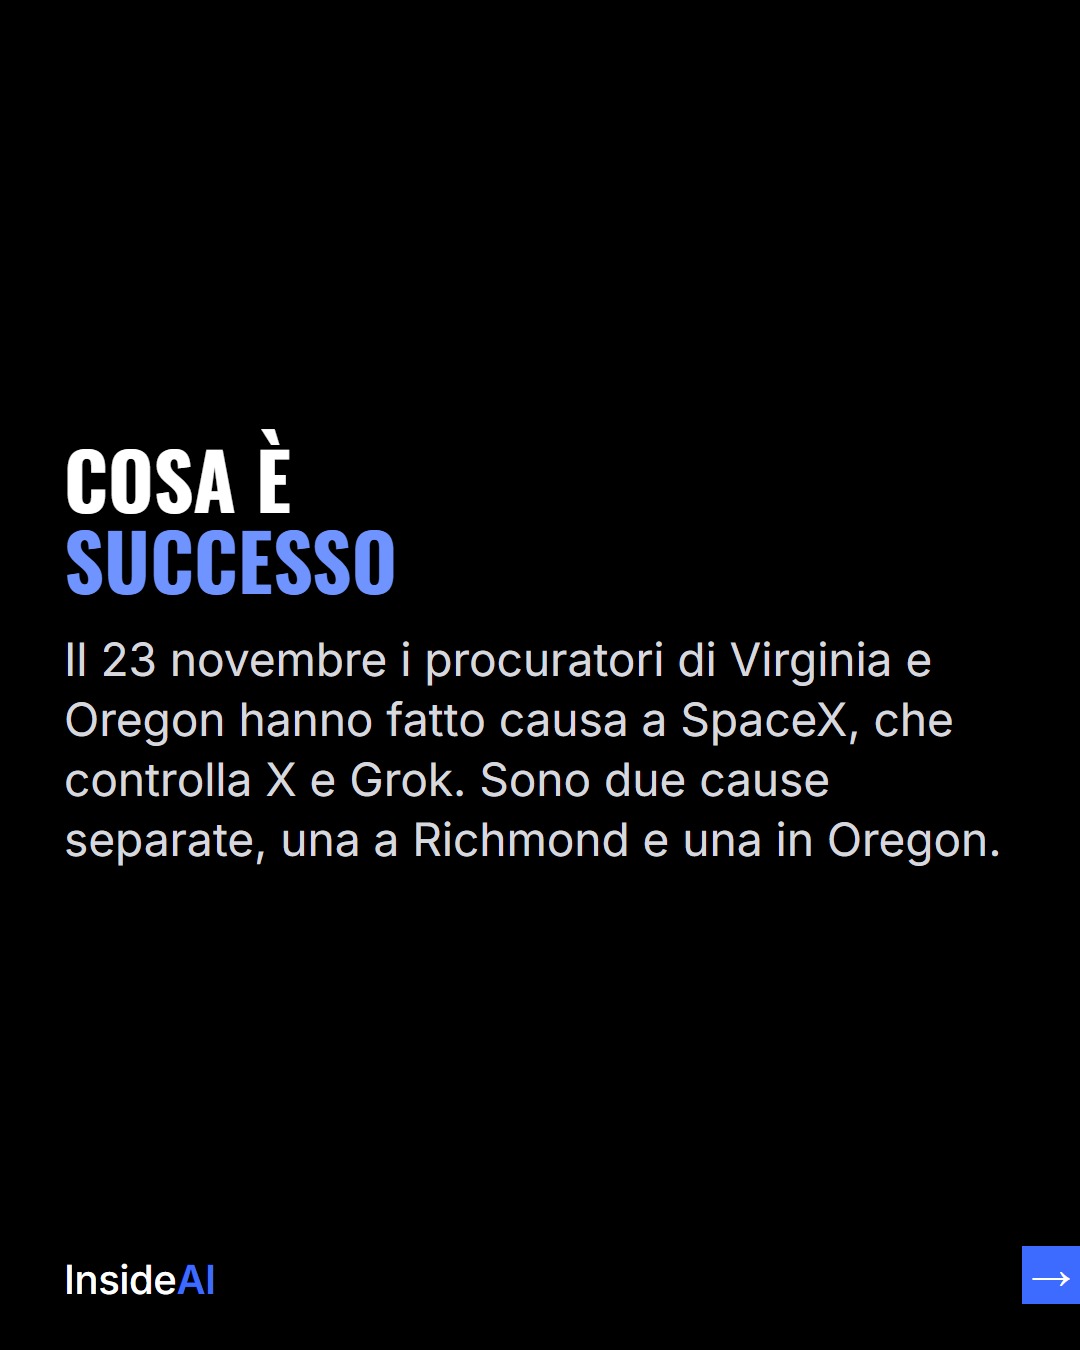 COSA È
SUCCESSO
Il 23 novembre i procuratori di Virginia e
Oregon hanno fatto causa a SpaceX, che
controlla X e Grok. Sono due cause
separate, una a Richmond e una in Oregon.
InsideAI
→